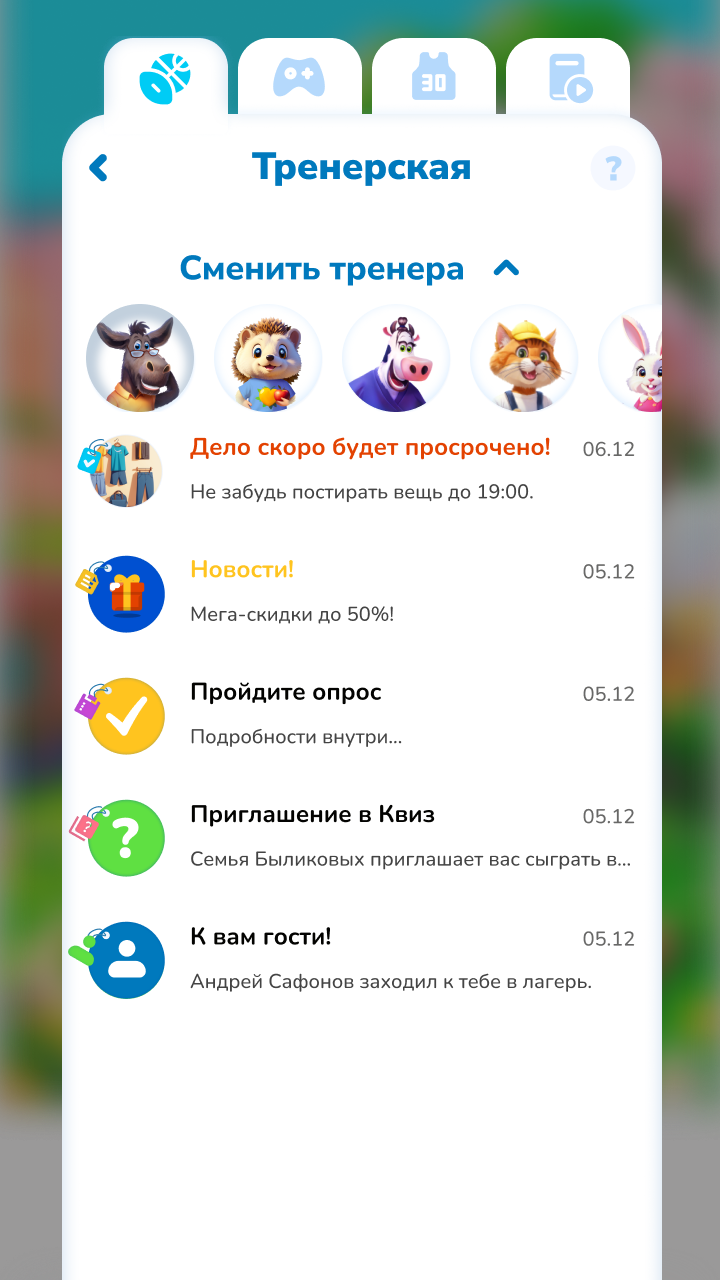 30
Тренерская
?
Сменить тренера
Дело скоро будет просрочено! 06.12
Не забудь постирать вещь до 19:00.
Новости! 05.12
Мега-скидки до 50%!
Пройдите опрос 05.12
Подробности внутри...
Приглашение в Квиз 05.12
?
Семья Быликовых приглашает вас сыграть в...
К вам гости! 05.12
Андрей Сафонов заходил к тебе в лагерь.